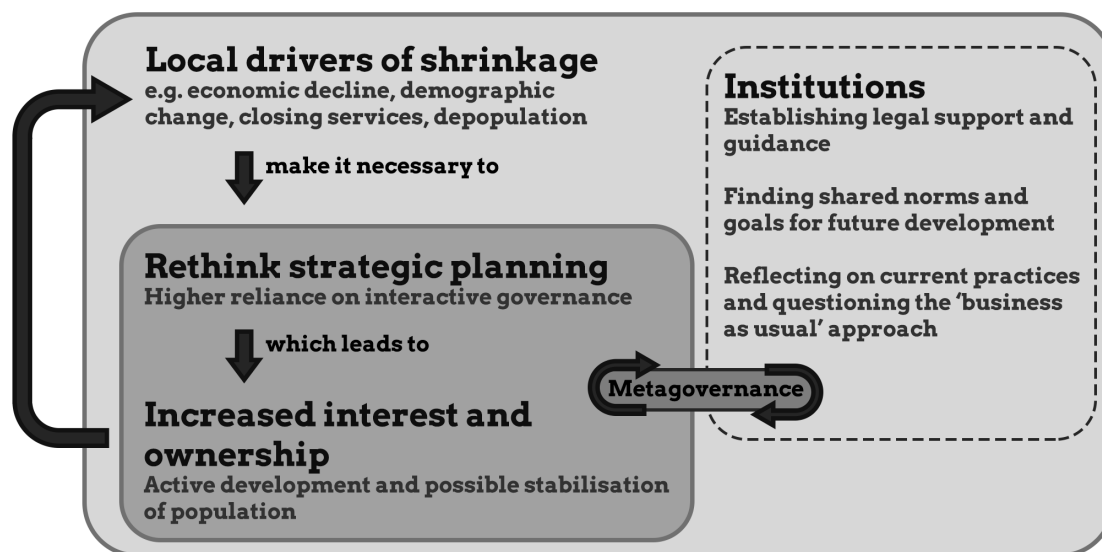 Local drivers of shrinkage
e.g. economic decline, demographic
change, closing services, depopulation
make it necessary to
Rethink strategic planning
Higher reliance on interactive governance
which leads to
Increased interest and
ownership
Active development and possible stabilisation
of population
Metagovernance
Institutions
Establishing legal support and
guidance
Finding shared norms and
goals for future development
Reflecting on current practices
and questioning the ‘business
as usual’ approach